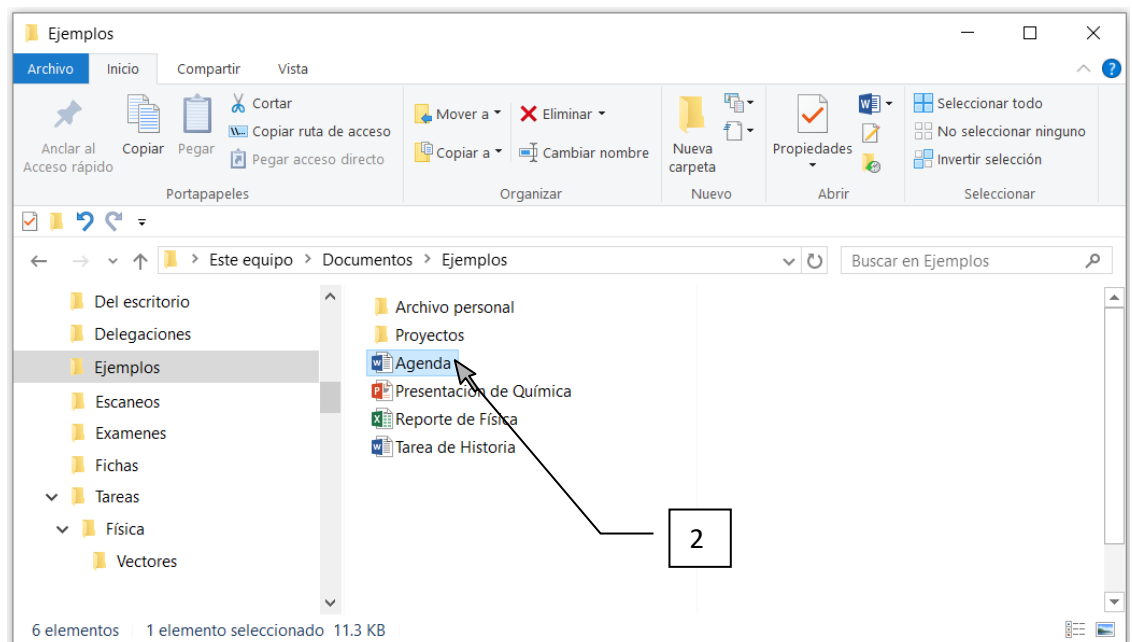 Ejemplos
Archivo Inicio Compartir Vista
Anclar al Acceso rápido
Copiar
Pegar
Cortar
Copiar ruta de acceso
Pegar acceso directo
Portapapeles
Mover a
Copiar a
Eliminar
Cambiar nombre
Organizar
Nueva carpeta
Nuevo
Propiedades
Abrir
Seleccionar todo
No seleccionar ninguno
Invertir selección
Seleccionar
Este equipo > Documentos > Ejemplos
Buscar en Ejemplos
Del escritorio
Delegaciones
Ejemplos
Escaneos
Examenes
Fichas
Tareas
Física
Vectores
Archivo personal
Proyectos
Agenda
Presentación de Química
Reporte de Física
Tarea de Historia
2
6 elementos 1 elemento seleccionado 11.3 KB